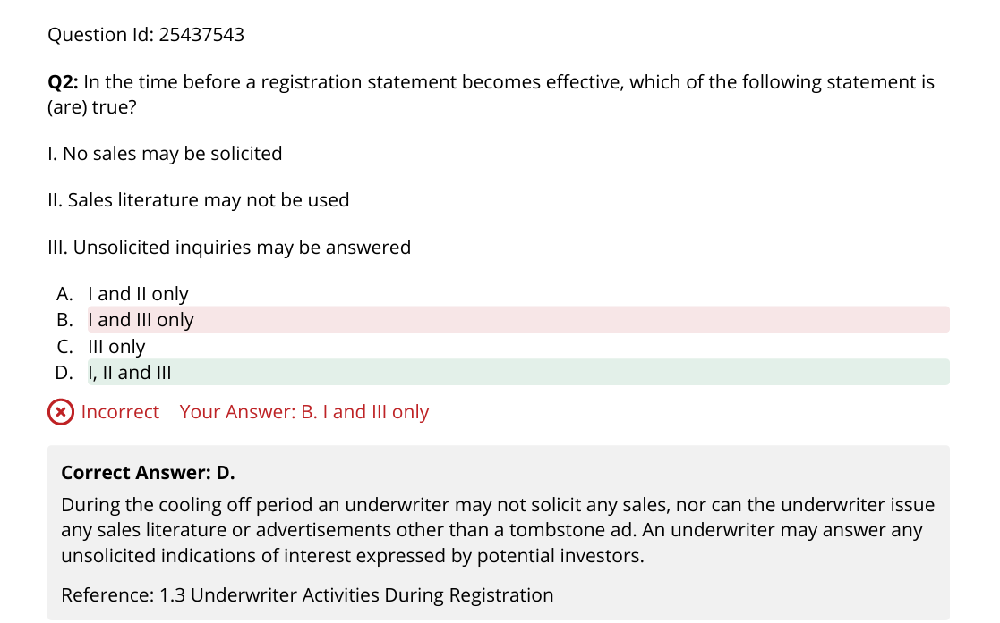 Question Id: 25437543
Q2: In the time before a registration statement becomes effective, which of the following statement is
(are) true?
I. No sales may be solicited
II. Sales literature may not be used
III. Unsolicited inquiries may be answered
A. I and II only
B. I and III only
C. III only
D. I, II and III
Incorrect Your Answer: B. I and III only
Correct Answer: D.
During the cooling off period an underwriter may not solicit any sales, nor can the underwriter issue
any sales literature or advertisements other than a tombstone ad. An underwriter may answer any
unsolicited indications of interest expressed by potential investors.
Reference: 1.3 Underwriter Activities During Registration